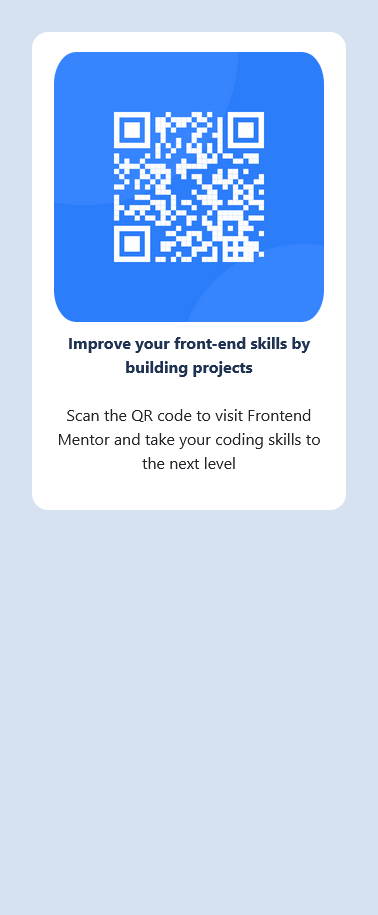 Improve your front-end skills by
building projects
Scan the QR code to visit Frontend
Mentor and take your coding skills to
the next level